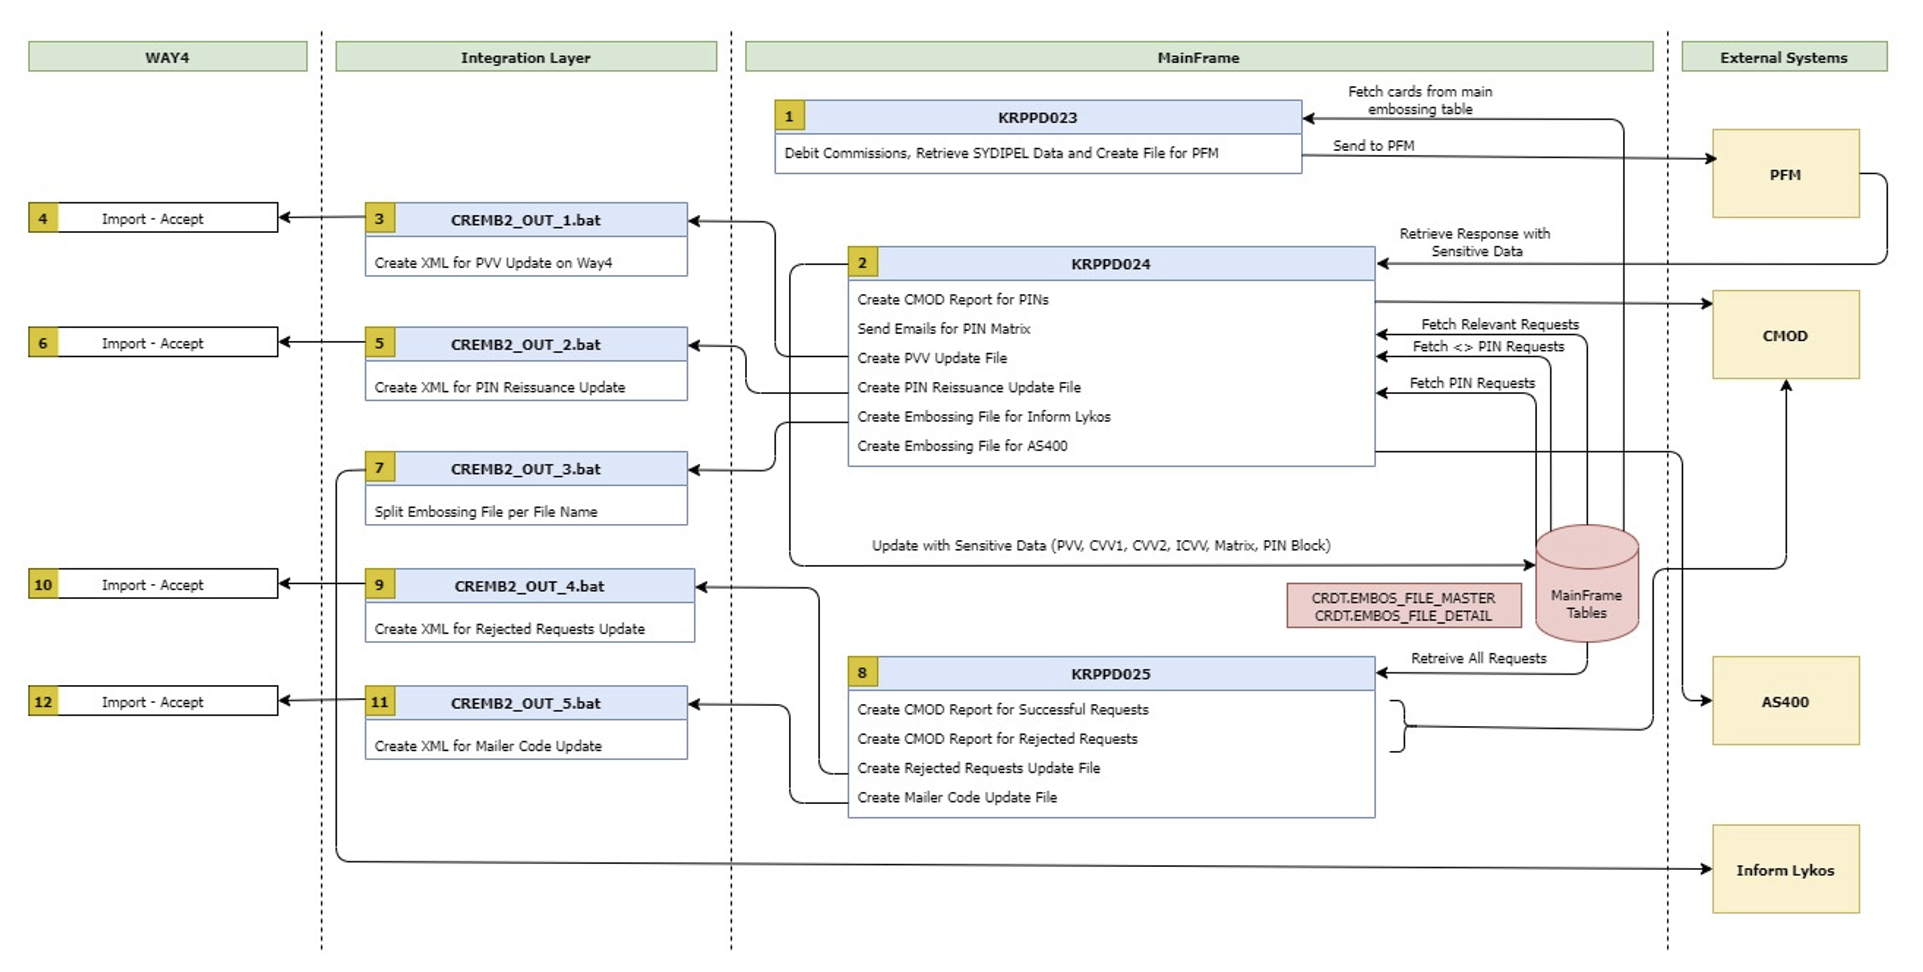 WAY4
Integration Layer
MainFrame
External Systems
Fetch cards from main
embossing table
1
KRPPD023
Debit Commissions, Retrieve SYDIPEL Data and Create File for PFM
Send to PFM
PFM
4
Import - Accept
3
CREMB2_OUT_1.bat
Create XML for PVV Update on Way4
Retrieve Response with
Sensitive Data
2
KRPPD024
Create CMOD Report for PINs
Send Emails for PIN Matrix
Create PVV Update File
Create PIN Reissuance Update File
Create Embossing File for Inform Lykos
Create Embossing File for AS400
Fetch Relevant Requests
Fetch <> PIN Requests
Fetch PIN Requests
CMOD
6
Import - Accept
5
CREMB2_OUT_2.bat
Create XML for PIN Reissuance Update
7
CREMB2_OUT_3.bat
Split Embossing File per File Name
Update with Sensitive Data (PVV, CVV1, CVV2, ICVV, Matrix, PIN Block)
10
Import - Accept
9
CREMB2_OUT_4.bat
Create XML for Rejected Requests Update
CRDT.EMBOS_FILE_MASTER
CRDT.EMBOS_FILE_DETAIL
MainFrame
Tables
Retreive All Requests
8
KRPPD025
Create CMOD Report for Successful Requests
Create CMOD Report for Rejected Requests
Create Rejected Requests Update File
Create Mailer Code Update File
AS400
12
Import - Accept
11
CREMB2_OUT_5.bat
Create XML for Mailer Code Update
Inform Lykos